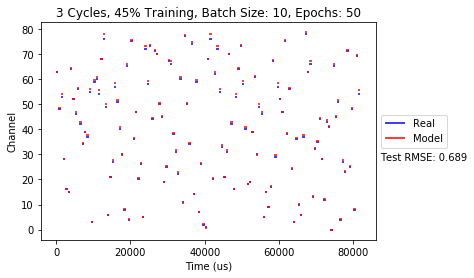 3 Cycles, 45% Training, Batch Size: 10, Epochs: 50
80
70
60
50
40
30
20
10
0
Channel
0 20000 40000 60000 80000
Time (us)
Real
Model
Test RMSE: 0.689